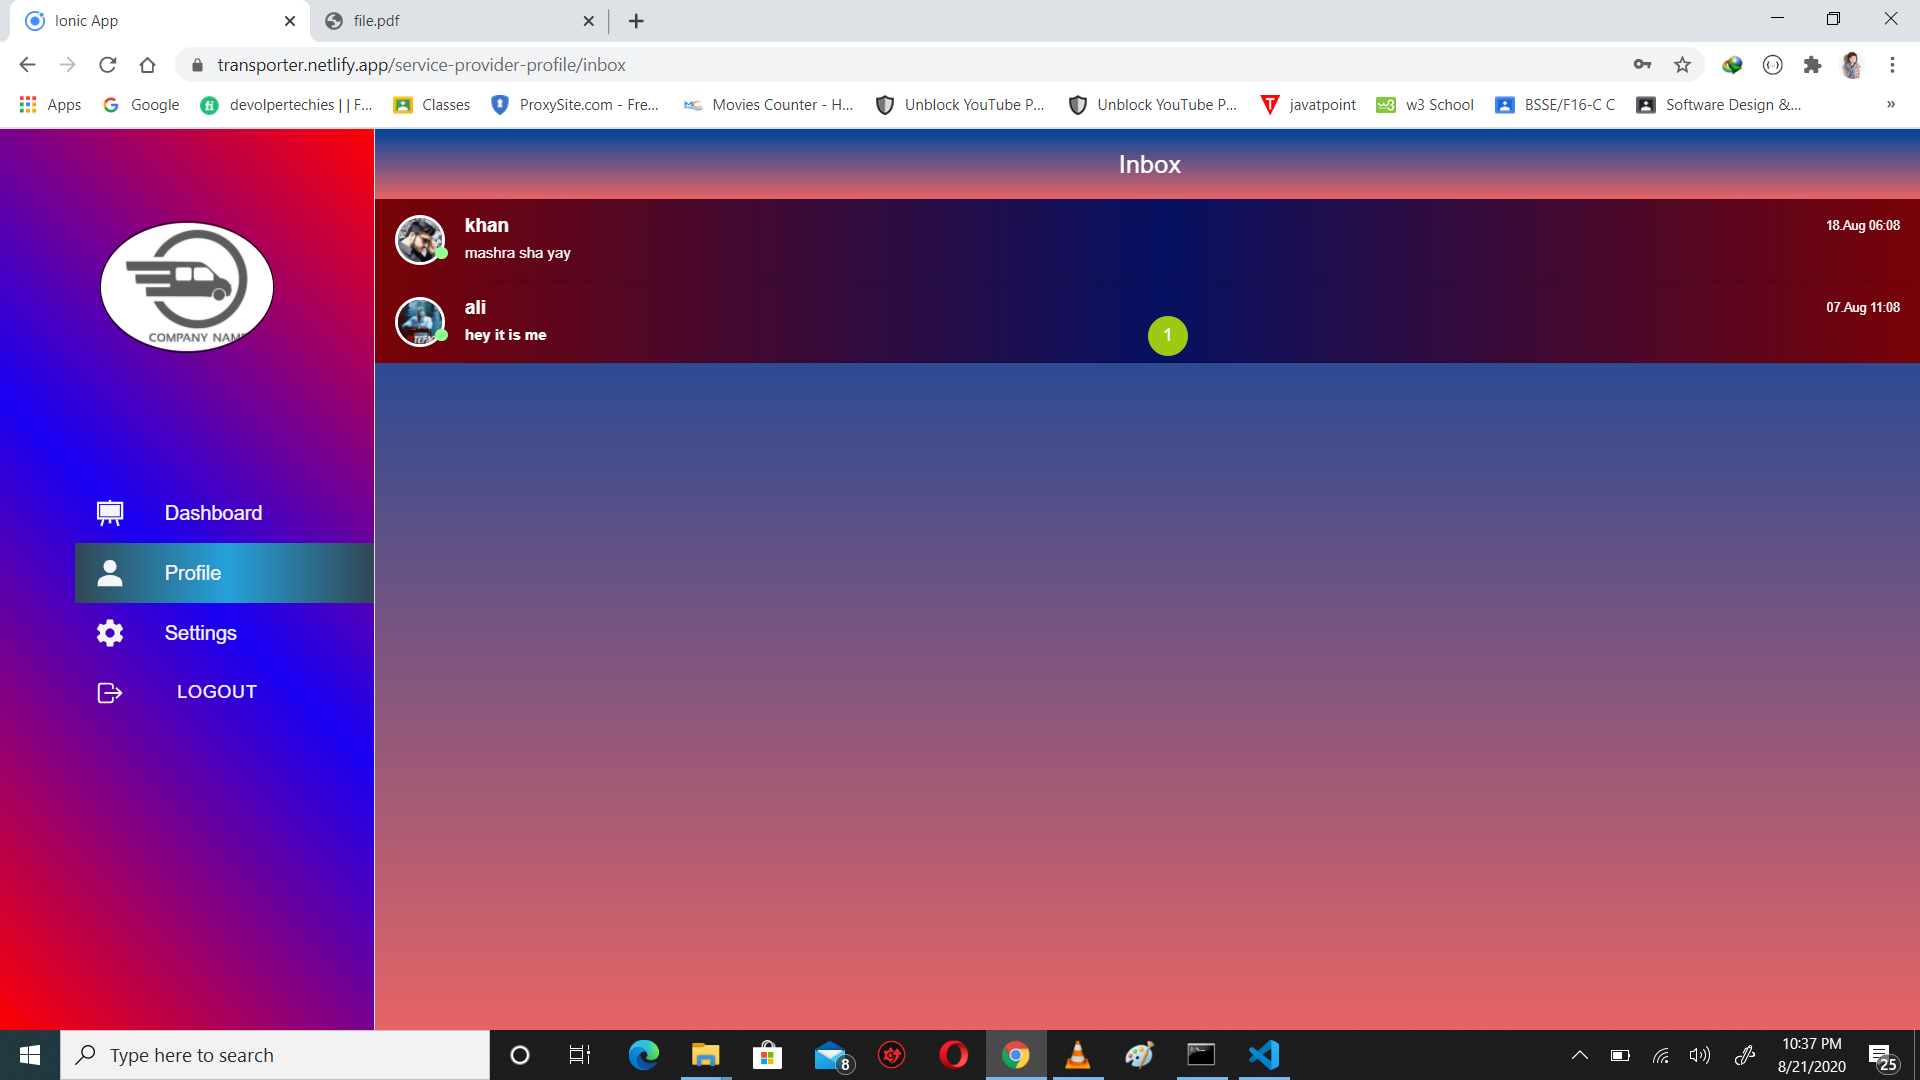 Ionic App
file.pdf
transporter.netlify.app/service-provider-profile/inbox
Apps
Google
devolpertechies | | F...
Classes
ProxySite.com - Fre...
Movies Counter - H...
Unblock YouTube P...
Unblock YouTube P...
javatpoint
w3 School
BSSE/F16-C C
Software Design &...
»
COMPANY NAM
Dashboard
Profile
Settings
LOGOUT
Inbox
khan
18.Aug 06:08
mashra sha yay
ali
07.Aug 11:08
hey it is me
1
Type here to search
8
10:37 PM
8/21/2020
25